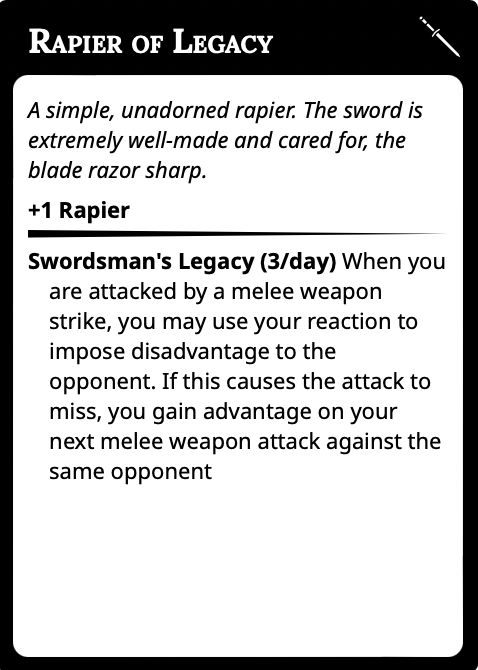 Rapier of Legacy
A simple, unadorned rapier. The sword is
extremely well-made and cared for, the
blade razor sharp.
+1 Rapier
Swordsman's Legacy (3/day) When you
are attacked by a melee weapon
strike, you may use your reaction to
impose disadvantage to the
opponent. If this causes the attack to
miss, you gain advantage on your
next melee weapon attack against the
same opponent